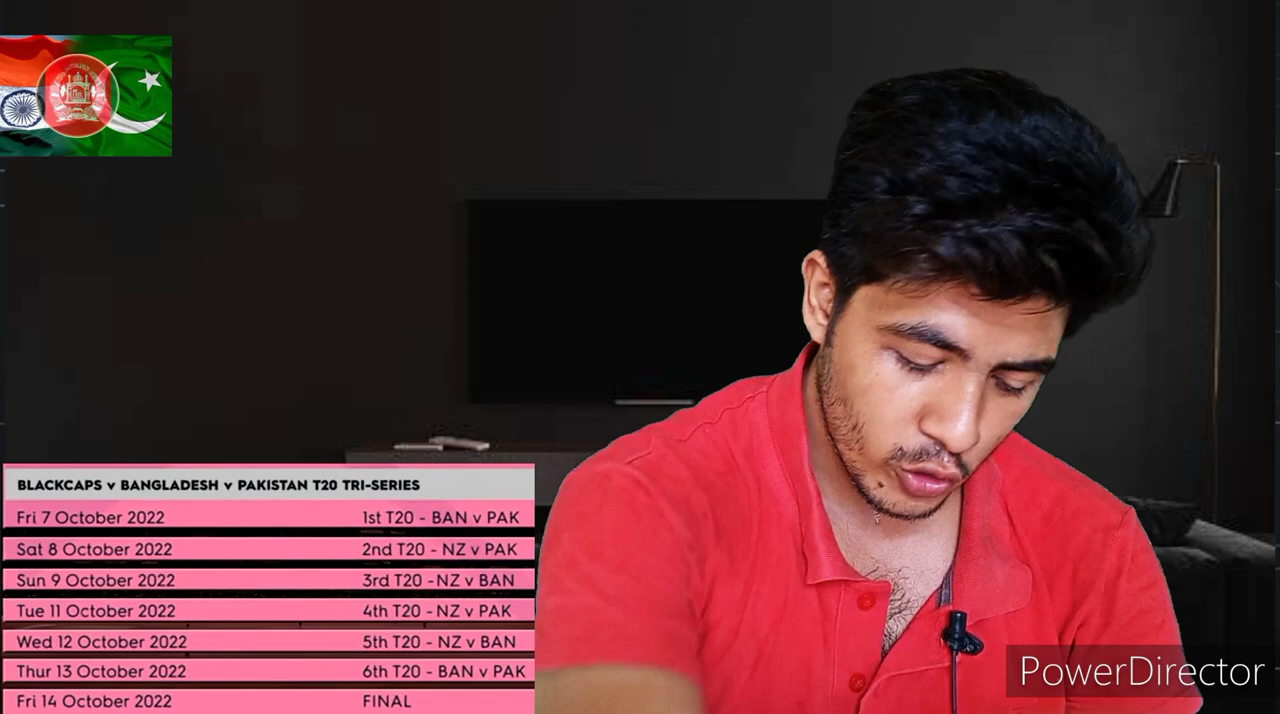 BLACKCAPS v BANGLADESH v PAKISTAN T20 TRI-SERIES
Fri 7 October 2022 1st T20 - BAN v PAK
Sat 8 October 2022 2nd T20 - NZ v PAK
Sun 9 October 2022 3rd T20 -NZ v BAN
Tue 11 October 2022 4th T20 - NZ v PAK
Wed 12 October 2022 5th T20 - NZ v BAN
Thur 13 October 2022 6th T20 - BAN v PAK
Fri 14 October 2022 FINAL
PowerDirector